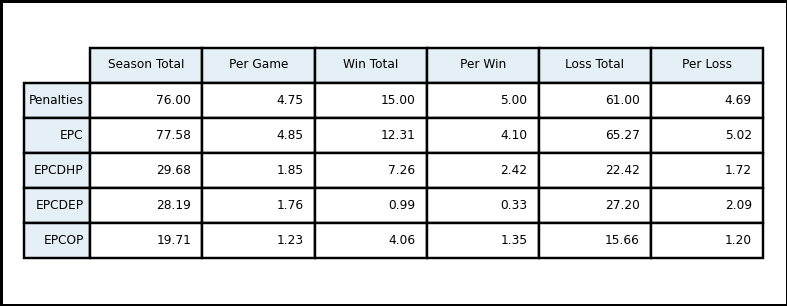 Season Total Per Game Win Total Per Win Loss Total Per Loss
Penalties 76.00 4.75 15.00 5.00 61.00 4.69
EPC 77.58 4.85 12.31 4.10 65.27 5.02
EPCDHP 29.68 1.85 7.26 2.42 22.42 1.72
EPCDEP 28.19 1.76 0.99 0.33 27.20 2.09
EPCOP 19.71 1.23 4.06 1.35 15.66 1.20